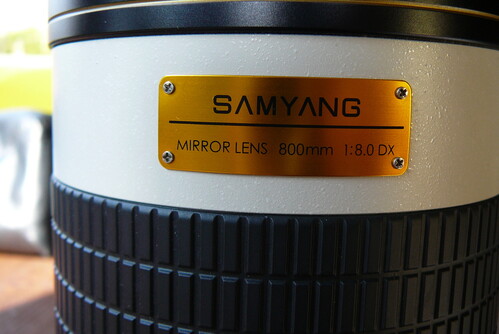 SAMYANG
MIRROR LENS 800mm 1:8.0 DX